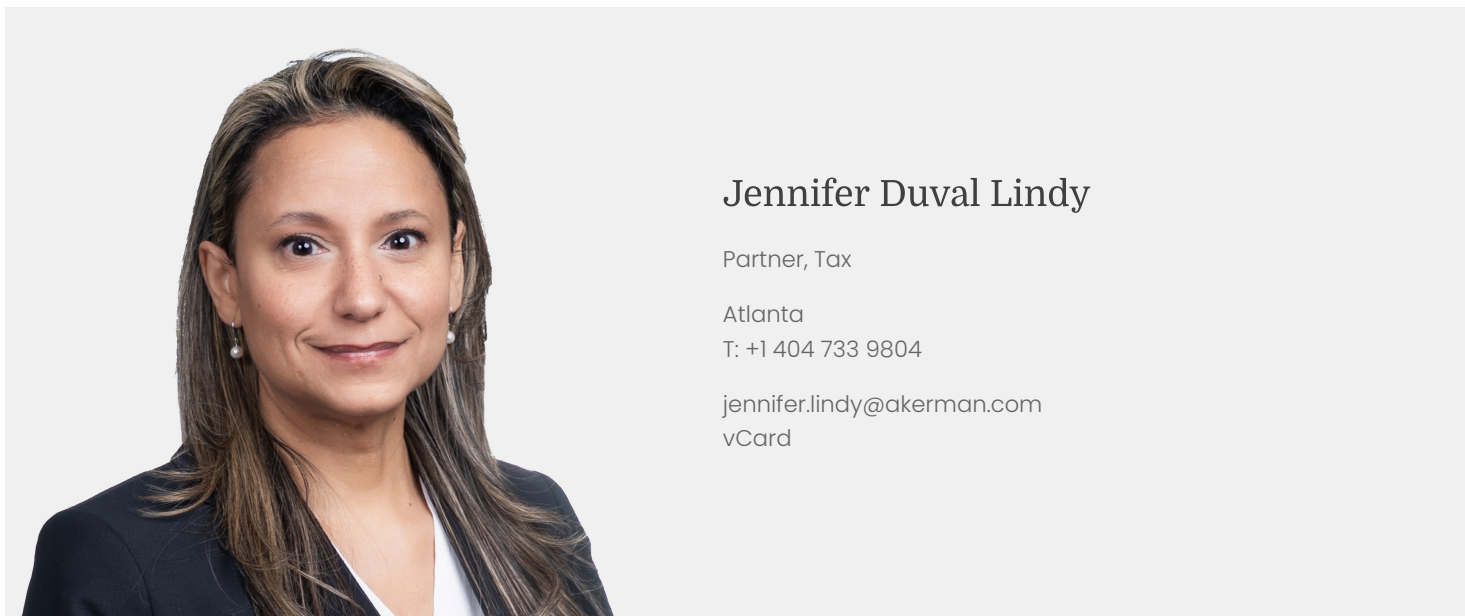 Jennifer Duval Lindy
Partner, Tax
Atlanta
T: +1 404 733 9804
jennifer.lindy@akerman.com
vCard